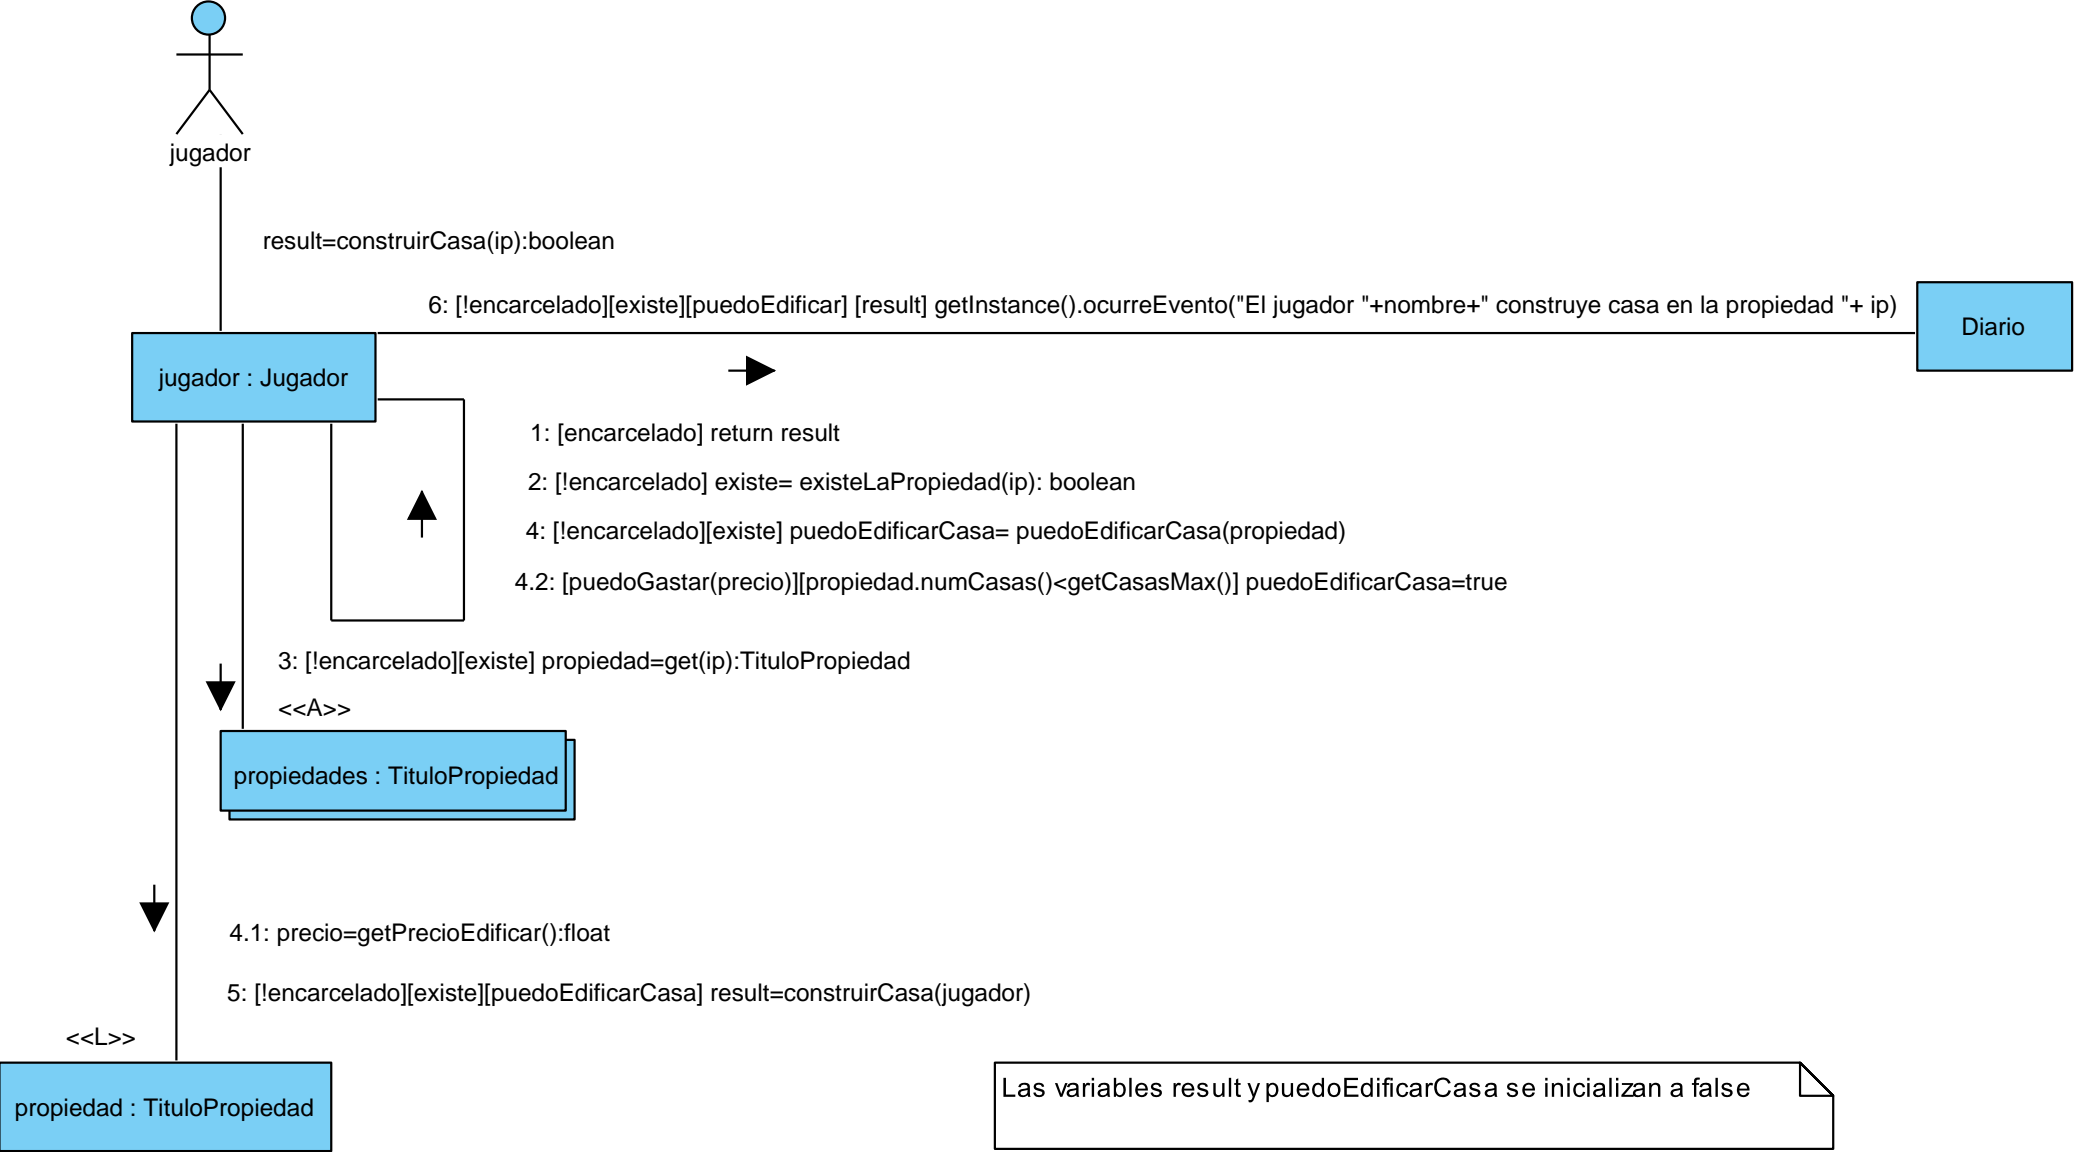 jugador
result=construirCasa(ip):boolean
6: [!encarcelado][existe][puedoEdificar] [result] getInstance().ocurreEvento("El jugador "+nombre+" construye casa en la propiedad "+ ip)
Diario
jugador : Jugador
1: [encarcelado] return result
2: [!encarcelado] existe= existeLaPropiedad(ip): boolean
4: [!encarcelado][existe] puedoEdificarCasa= puedoEdificarCasa(propiedad)
4.2: [puedoGastar(precio)][propiedad.numCasas()<getCasasMax()] puedoEdificarCasa=true
3: [!encarcelado][existe] propiedad=get(ip):TituloPropiedad
<<A>>
propiedades : TituloPropiedad
4.1: precio=getPrecioEdificar():float
5: [!encarcelado][existe][puedoEdificarCasa] result=construirCasa(jugador)
<<L>>
propiedad : TituloPropiedad
Las variables result y puedoEdificarCasa se inicializan a false